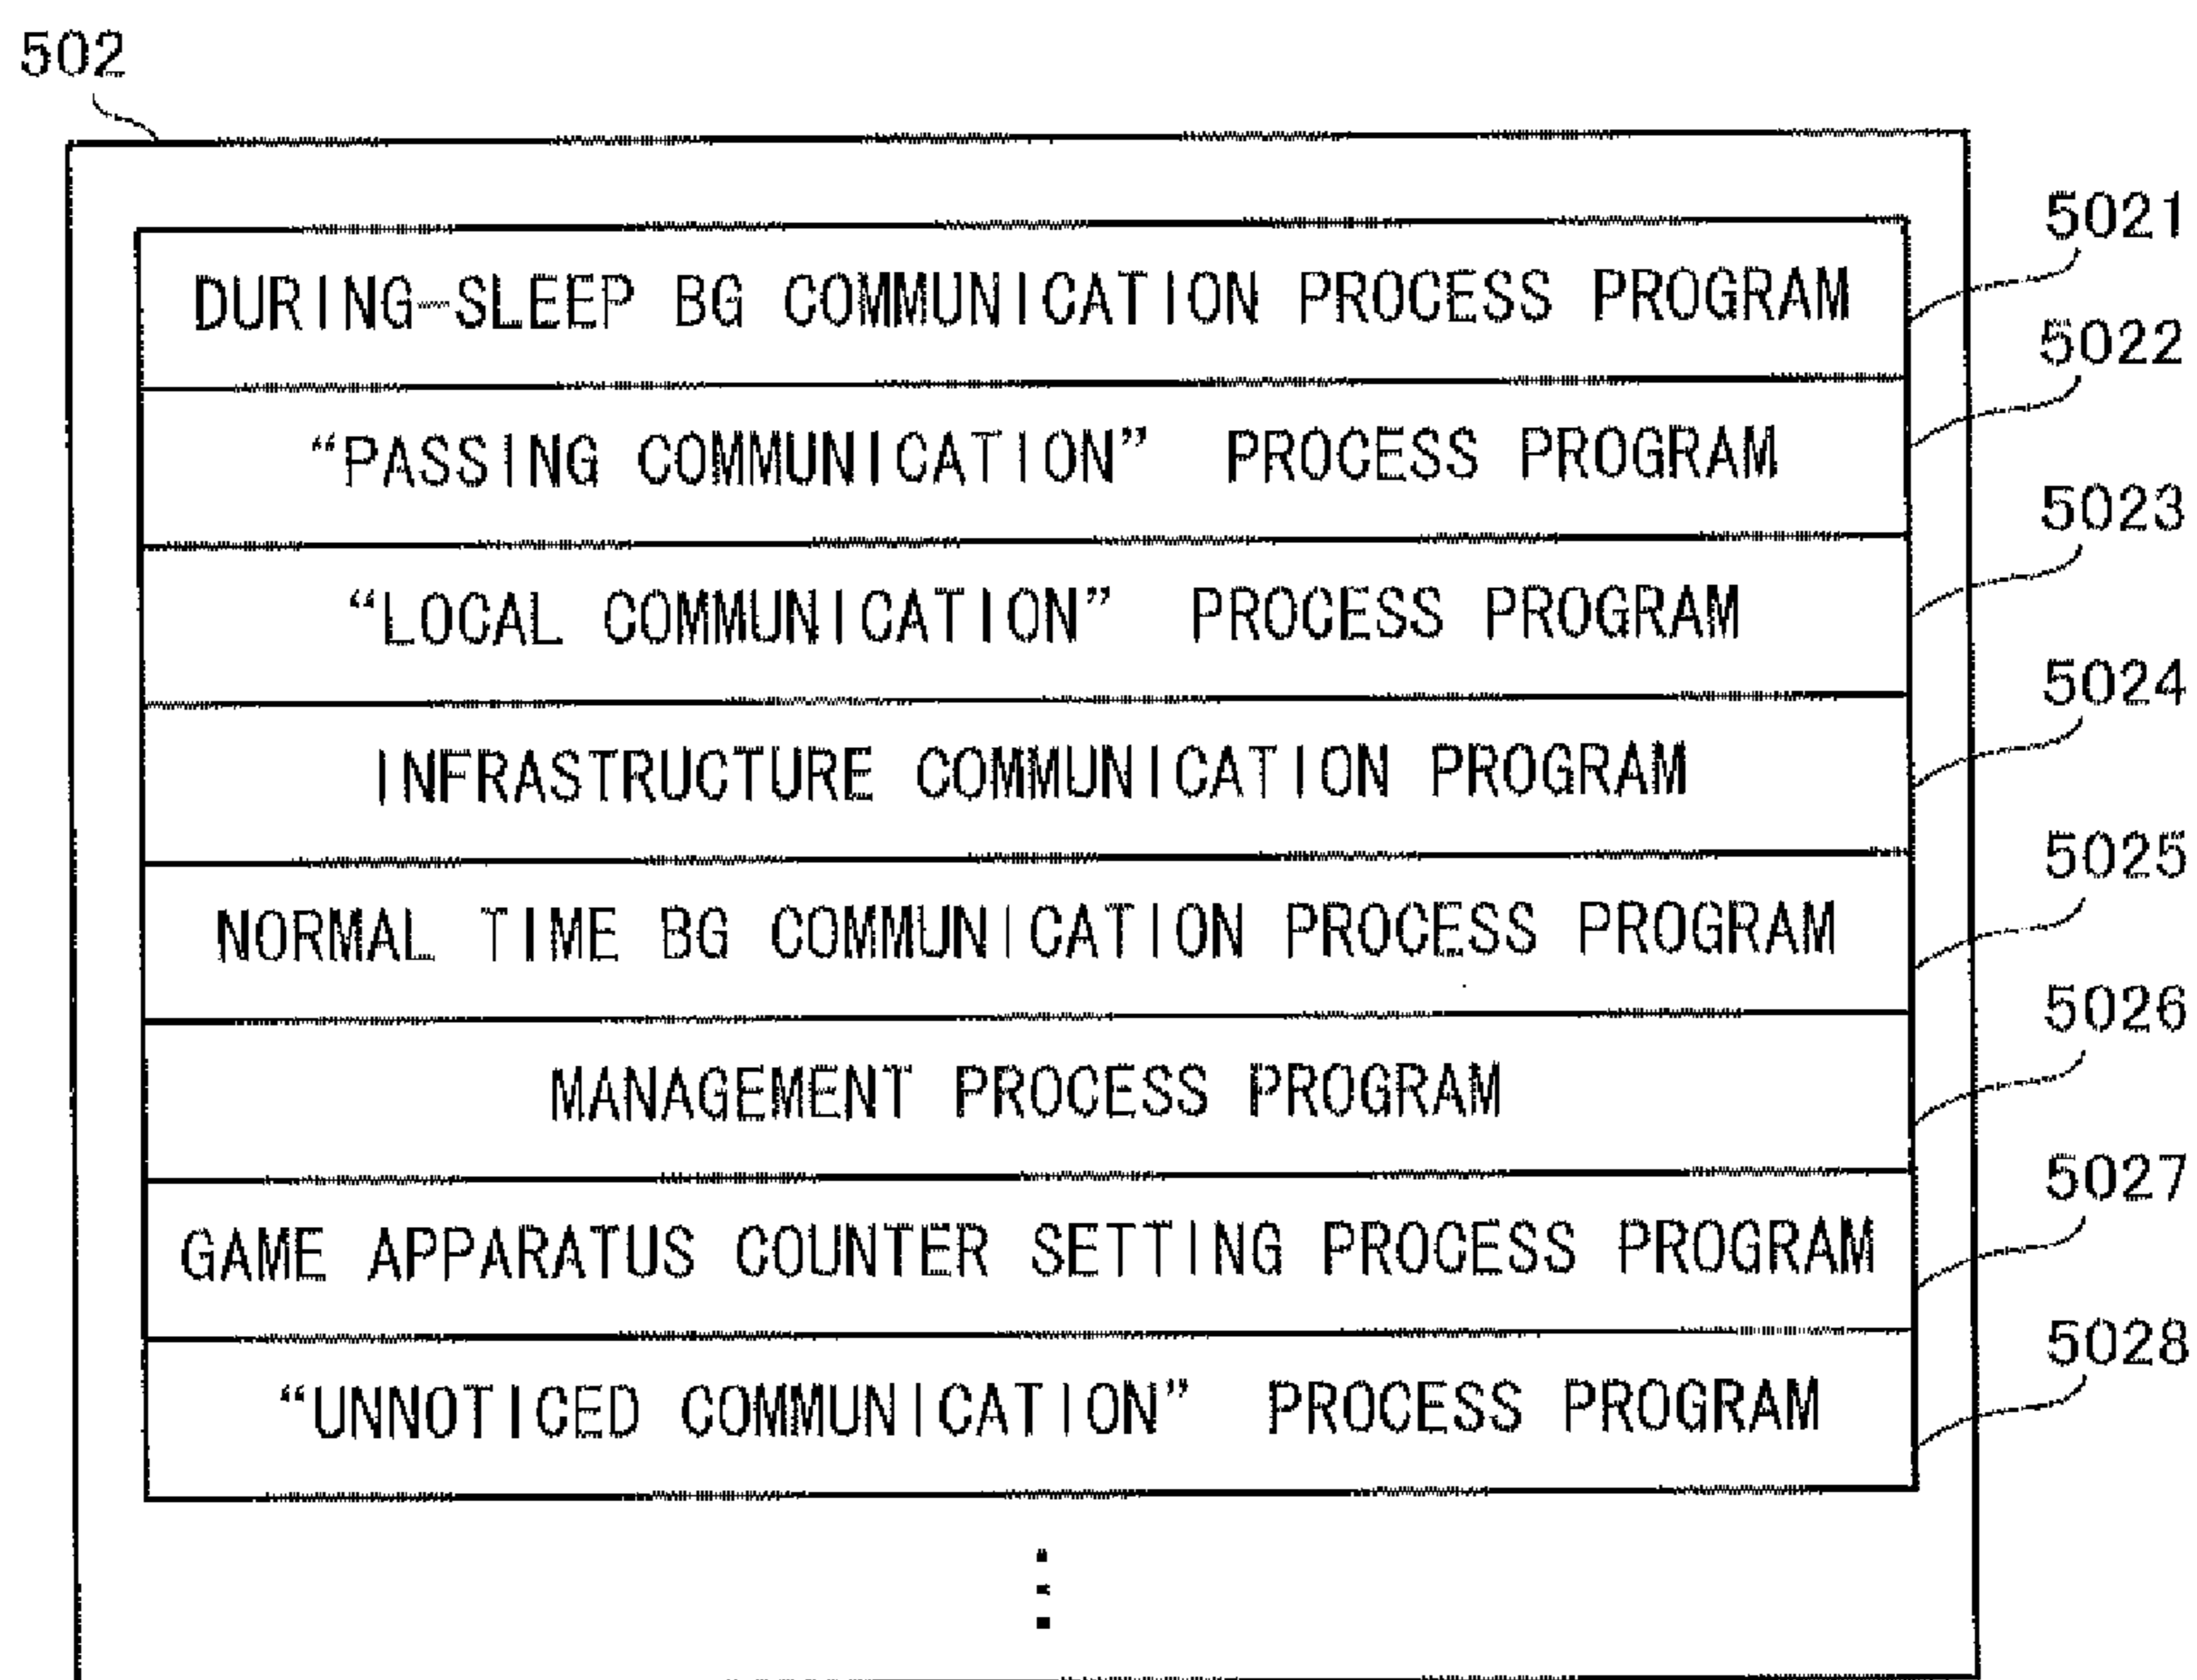 502
DURING-SLEEP BG COMMUNICATION PROCESS PROGRAM
5021
“PASSING COMMUNICATION” PROCESS PROGRAM
5022
“LOCAL COMMUNICATION” PROCESS PROGRAM
5023
INFRASTRUCTURE COMMUNICATION PROGRAM
5024
NORMAL TIME BG COMMUNICATION PROCESS PROGRAM
5025
MANAGEMENT PROCESS PROGRAM
5026
GAME APPARATUS COUNTER SETTING PROCESS PROGRAM
5027
“UNNOTICED COMMUNICATION” PROCESS PROGRAM
5028